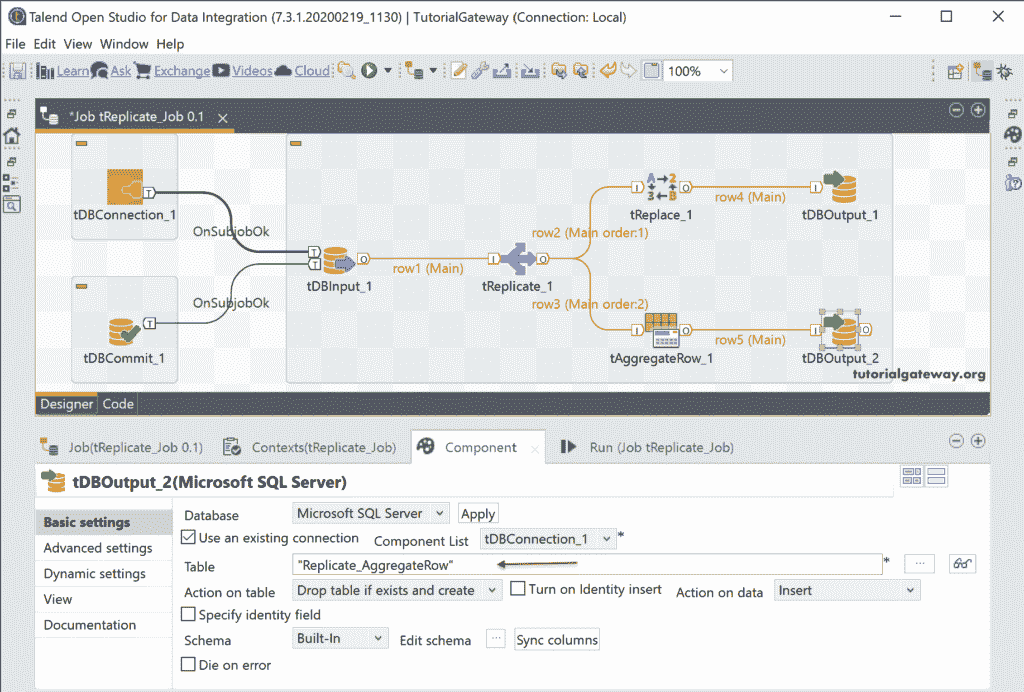 Talend Open Studio for Data Integration (7.3.1.20200219_1130) | TutorialGateway (Connection: Local)
File Edit View Window Help
Learn Ask Exchange Videos Cloud 100%
*Job tReplicate_Job 0.1
tDBConnection_1
OnSubjobOk
tDBCommit_1
OnSubjobOk
tDBInput_1
row1 (Main)
tReplicate_1
row2 (Main order:1)
row3 (Main order:2)
tReplace_1
row4 (Main)
tDBOutput_1
tAggregateRow_1
row5 (Main)
tDBOutput_2
tutorialgateway.org
Designer Code
Job(tReplicate_Job 0.1) Contexts(tReplicate_Job) Component Run (Job tReplicate_Job)
tDBOutput_2(Microsoft SQL Server)
Basic settings
Advanced settings
Dynamic settings
View
Documentation
Database Microsoft SQL Server Apply
Use an existing connection Component List tDBConnection_1 *
Table "Replicate_AggregateRow" * ...
Action on table Drop table if exists and create Turn on Identity insert Action on data Insert
Specify identity field
Schema Built-In Edit schema ... Sync columns
Die on error